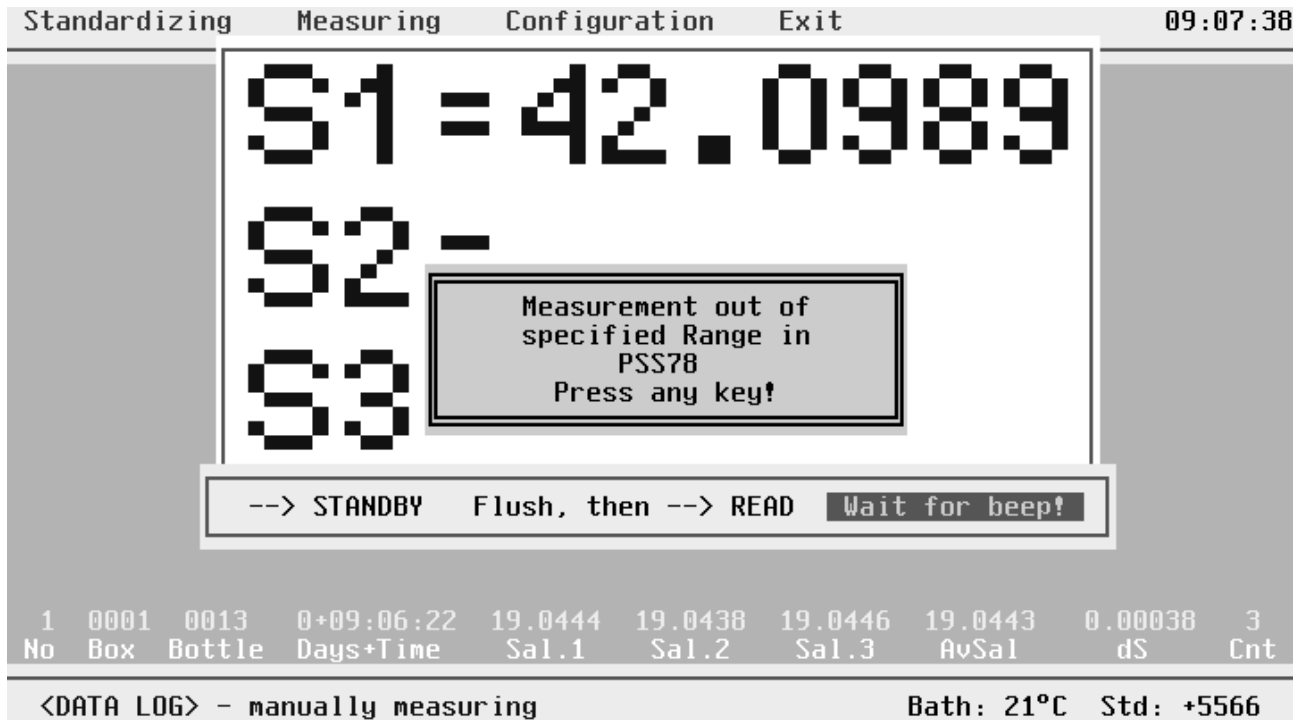 Standardizing Measuring Configuration Exit 09:07:38
S1=42.0989
S2-
S3
Measurement out of
specified Range in
PSS78
Press any key!
--> STANDBY Flush, then --> READ Wait for beep!
1 0001 0013 0+09:06:22 19.0444 19.0438 19.0446 19.0443 0.00038 3
No Box Bottle Days+Time Sal.1 Sal.2 Sal.3 AvSal dS Cnt
<DATA LOG> - manually measuring Bath: 21°C Std: +5566